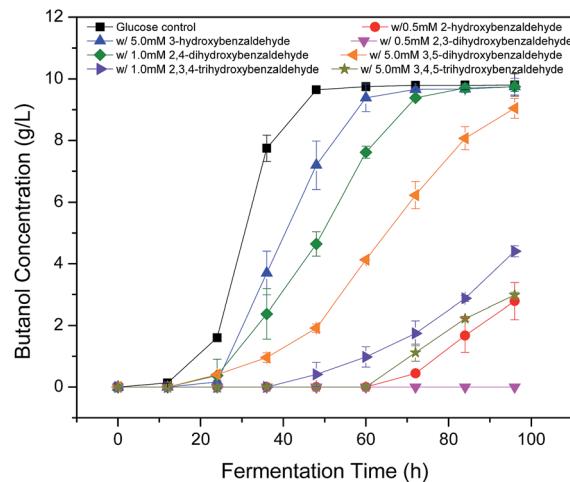 12
10
8
6
4
2
0
Butanol Concentration (g/L)
Glucose control
w/0.5mM 2-hydroxybenzaldehyde
w/ 5.0mM 3-hydroxybenzaldehyde
w/ 0.5mM 2,3-dihydroxybenzaldehyde
w/ 1.0mM 2,4-dihydroxybenzaldehyde
w/ 5.0mM 3,5-dihydroxybenzaldehyde
w/ 1.0mM 2,3,4-trihydroxybenzaldehyde
w/ 5.0mM 3,4,5-trihydroxybenzaldehyde
0 20 40 60 80 100
Fermentation Time (h)